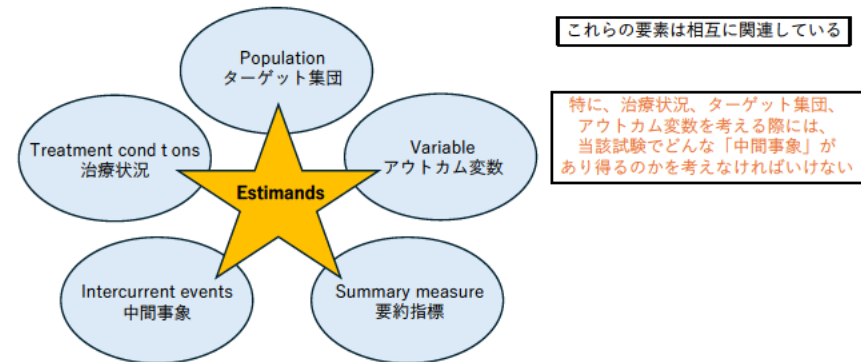 これらの要素は相互に関連している
Population
ターゲット集団
特に、治療状況、ターゲット集団、
アウトカム変数を考える際には、
当該試験でどんな「中間事象」が
あり得るのかを考えなければいけない
Treatment cond t ons
治療状況
Variable
アウトカム変数
Estimands
Intercurrent events
中間事象
Summary measure
要約指標